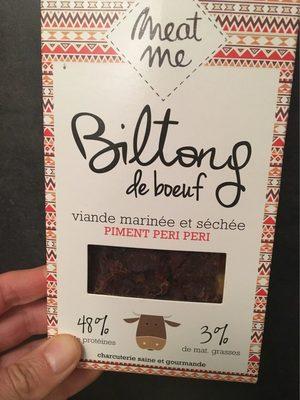 Meat
me
Biltong
de boeuf
viande marinée et séchée
PIMENT PERI PERI
48% 3%
protéines de mat. grasses
charcuterie saine et gourmande